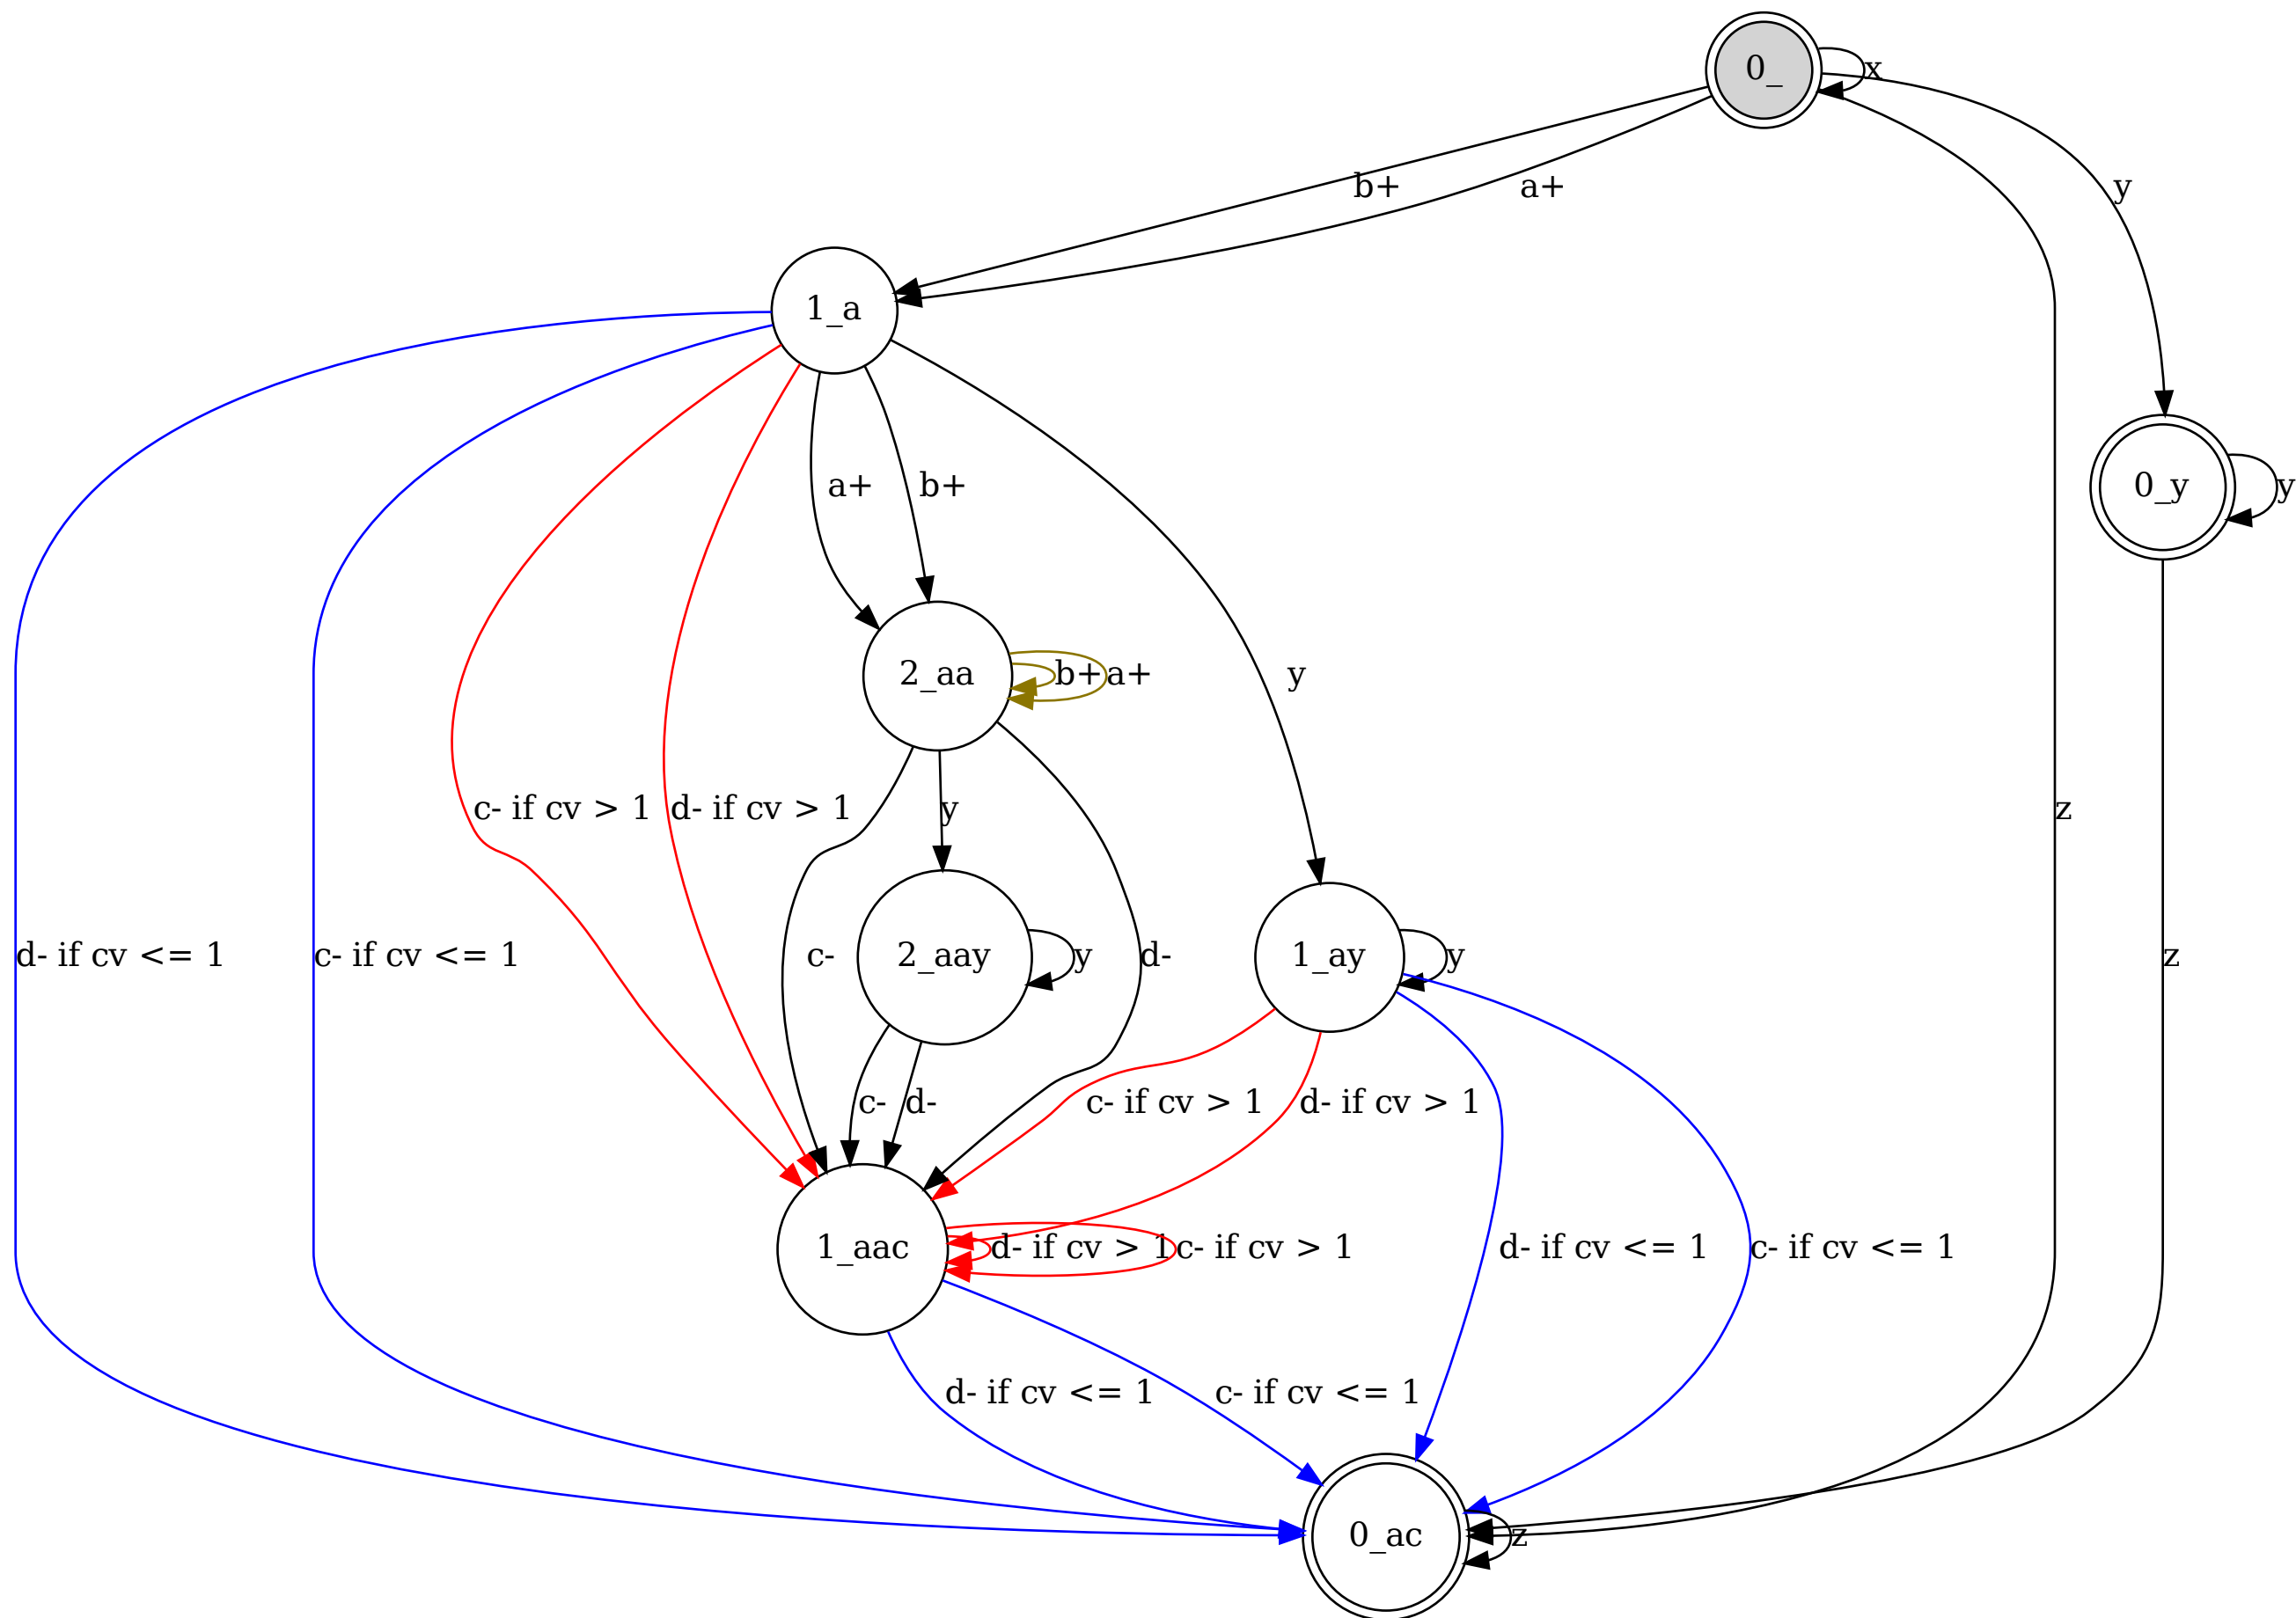 0_
x
b+
a+
y
1_a
0_y
y
a+
b+
2_aa
b+
a+
y
c- if cv > 1
d- if cv > 1
y
z
d- if cv <= 1
c- if cv <= 1
c-
2_aay
y
d-
1_ay
y
z
c-
d-
c- if cv > 1
d- if cv > 1
1_aac
d- if cv > 1
c- if cv > 1
d- if cv <= 1
c- if cv <= 1
d- if cv <= 1
c- if cv <= 1
0_ac
z